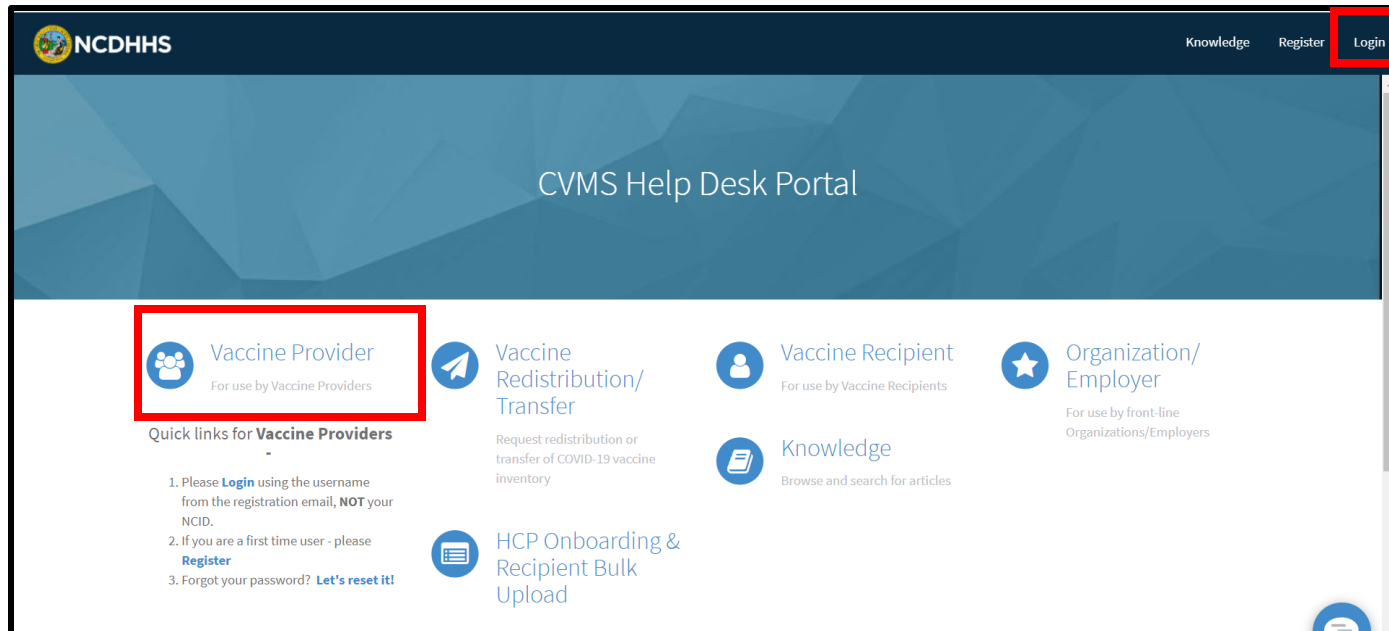 NCDHHS
Knowledge Register Login
CVMS Help Desk Portal
Vaccine Provider
For use by Vaccine Providers
Quick links for Vaccine Providers
-
1. Please Login using the username
from the registration email, NOT your
NCID.
2. If you are a first time user - please
Register
3. Forgot your password? Let's reset it!
Vaccine
Redistribution/
Transfer
Request redistribution or
transfer of COVID-19 vaccine
inventory
HCP Onboarding &
Recipient Bulk
Upload
Vaccine Recipient
For use by Vaccine Recipients
Knowledge
Browse and search for articles
Organization/
Employer
For use by front-line
Organizations/Employers